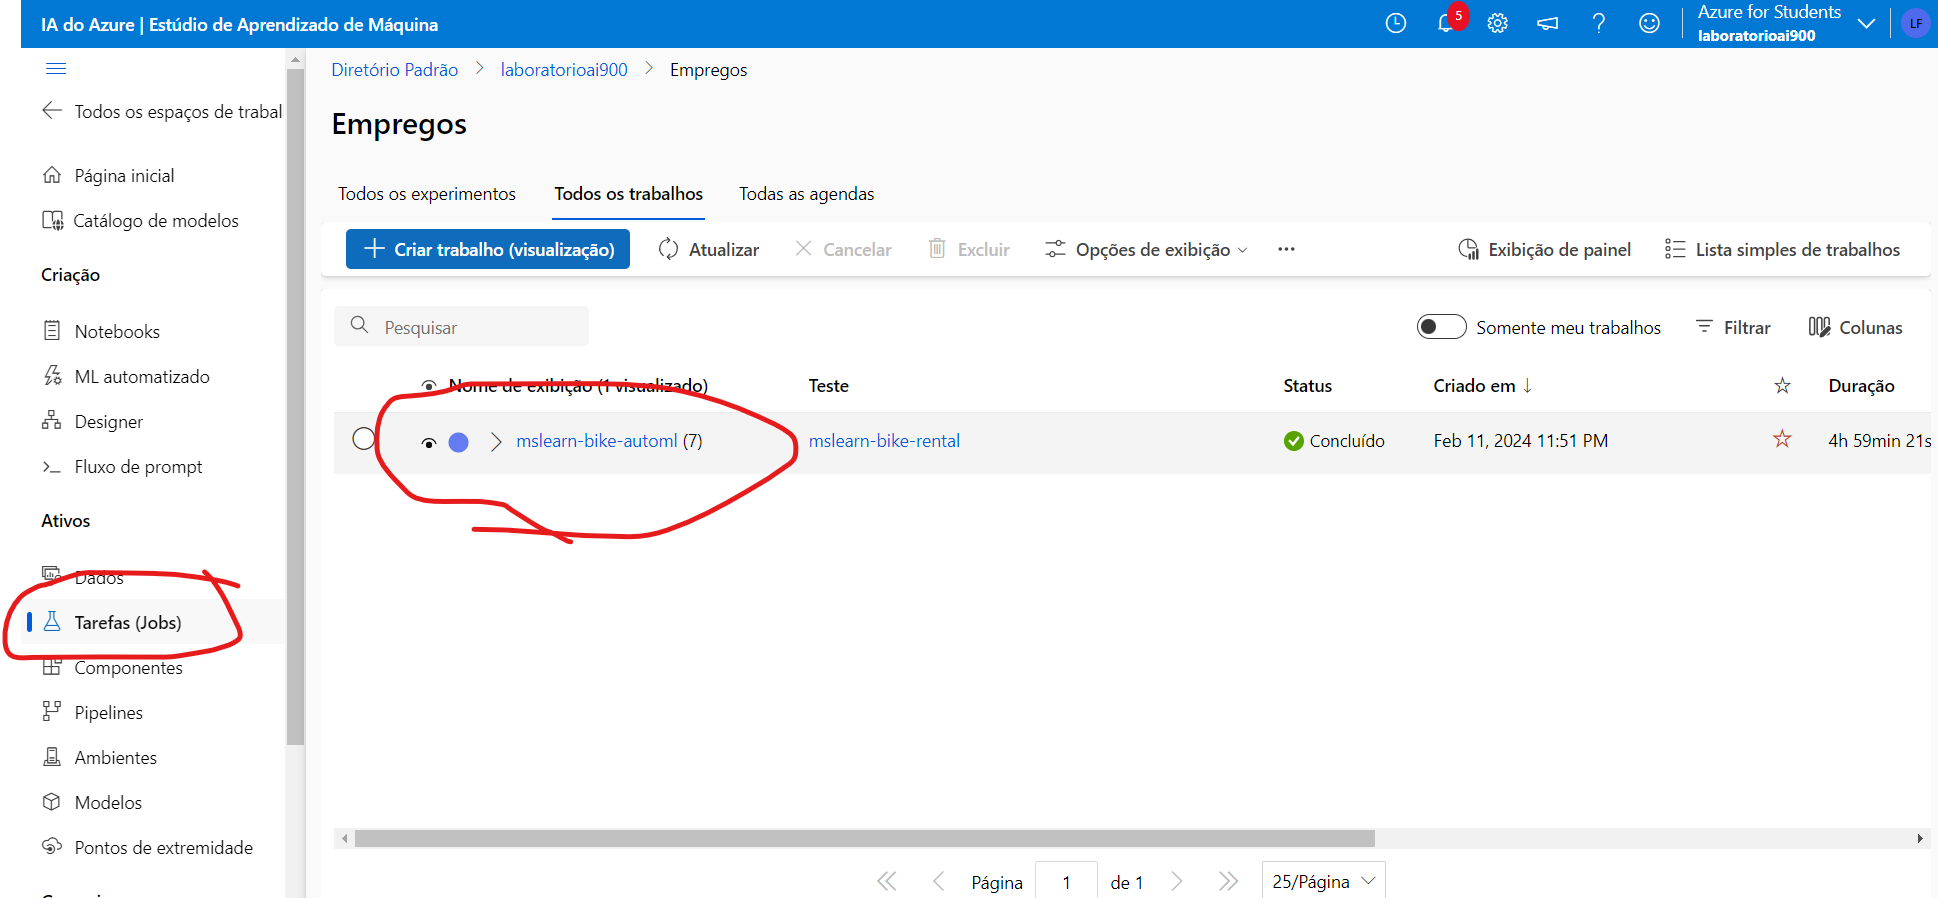 IA do Azure | Estúdio de Aprendizado de Máquina
5
Azure for Students
laboratorioai900
LF
Todos os espaços de trabal
Página inicial
Catálogo de modelos
Criação
Notebooks
ML automatizado
Designer
Fluxo de prompt
Ativos
Dados
Tarefas (Jobs)
Componentes
Pipelines
Ambientes
Modelos
Pontos de extremidade
Diretório Padrão > laboratorioai900 > Empregos
Empregos
Todos os experimentos Todos os trabalhos Todas as agendas
Criar trabalho (visualização) Atualizar Cancelar Excluir Opções de exibição ... Exibição de painel Lista simples de trabalhos
Pesquisar Somente meu trabalhos Filtrar Colunas
Nome de exibição (1 visualizado) Teste Status Criado em ↓ Duração
mslearn-bike-automl (7) mslearn-bike-rental Concluído Feb 11, 2024 11:51 PM 4h 59min 21s
Página 1 de 1 25/Página